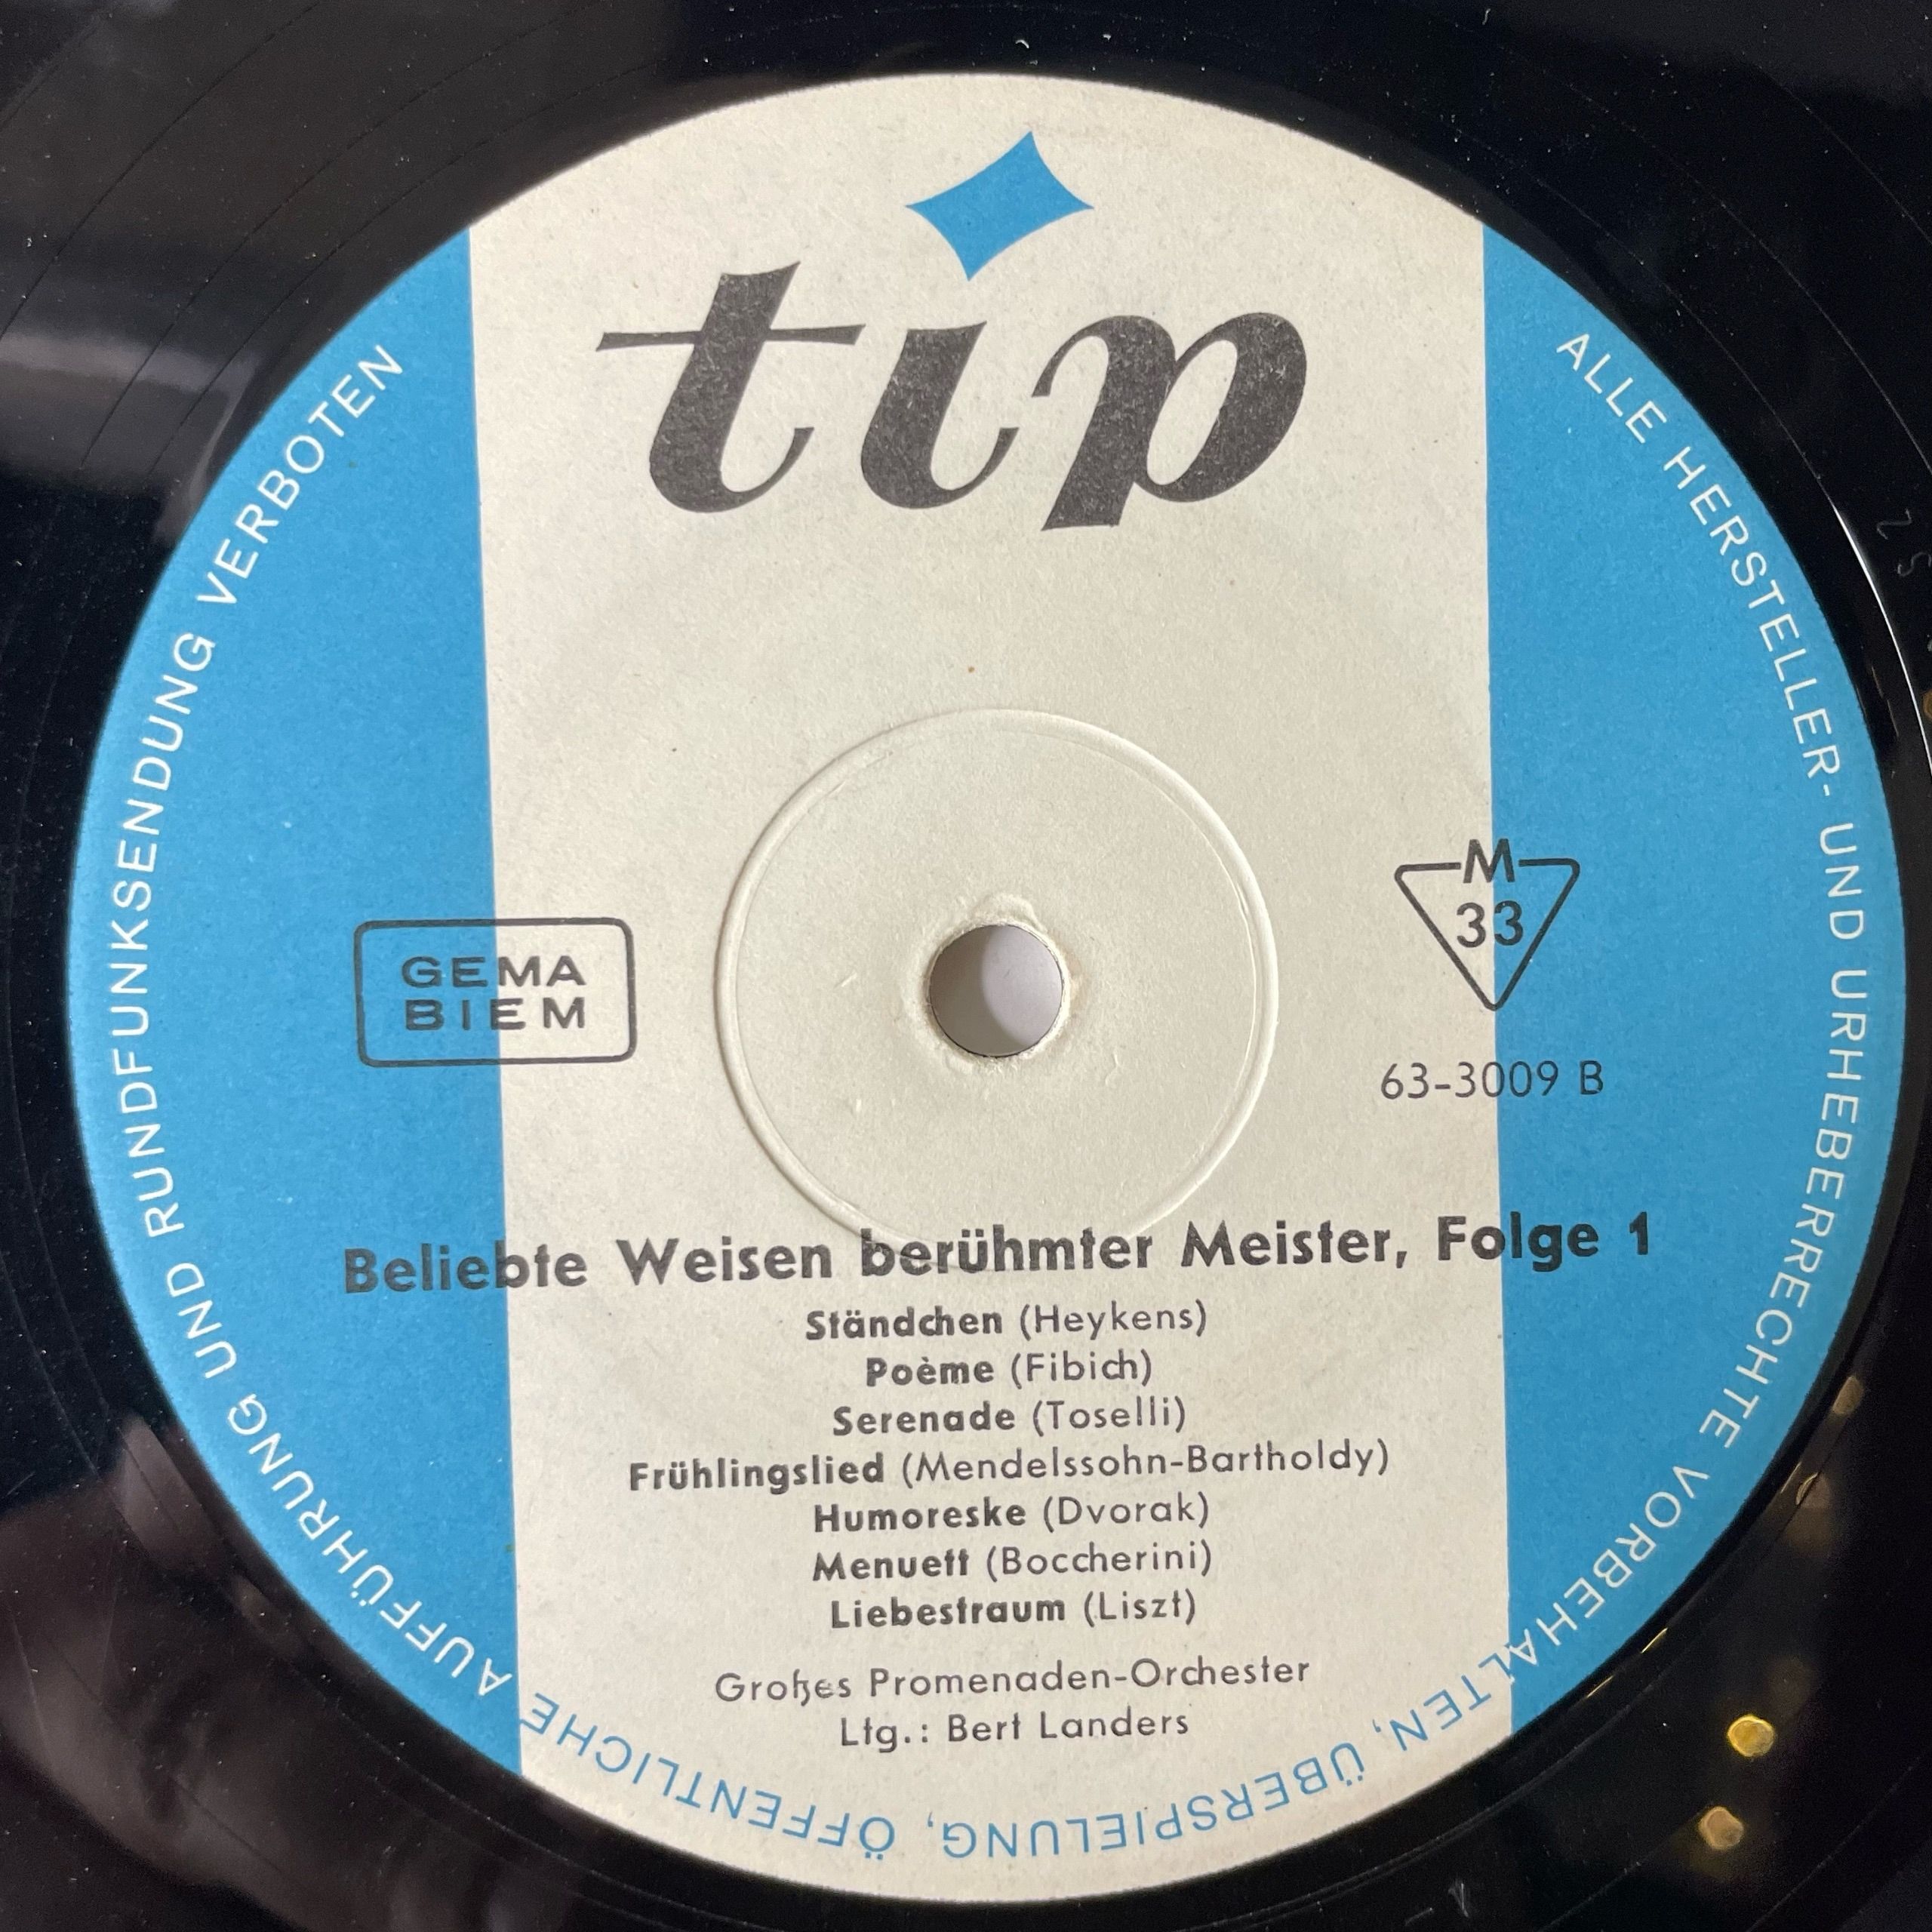 tip
GEMA
BIEM
M
33
63-3009 B
Beliebte Weisen berühmter Meister, Folge 1
Ständchen (Heykens)
Poème (Fibich)
Serenade (Toselli)
Frühlingslied (Mendelssohn-Bartholdy)
Humoreske (Dvorak)
Menuett (Boccherini)
Liebestraum (Liszt)
Großes Promenaden-Orchester
Ltg.: Bert Landers
ALLE HERSTELLER- UND URHEBERRECHTE VORBEHALTEN, ÜBERSPIELUNG, ÖFFENTLICHE AUFFÜHRUNG UND RUNDFUNKSENDUNG VERBOTEN